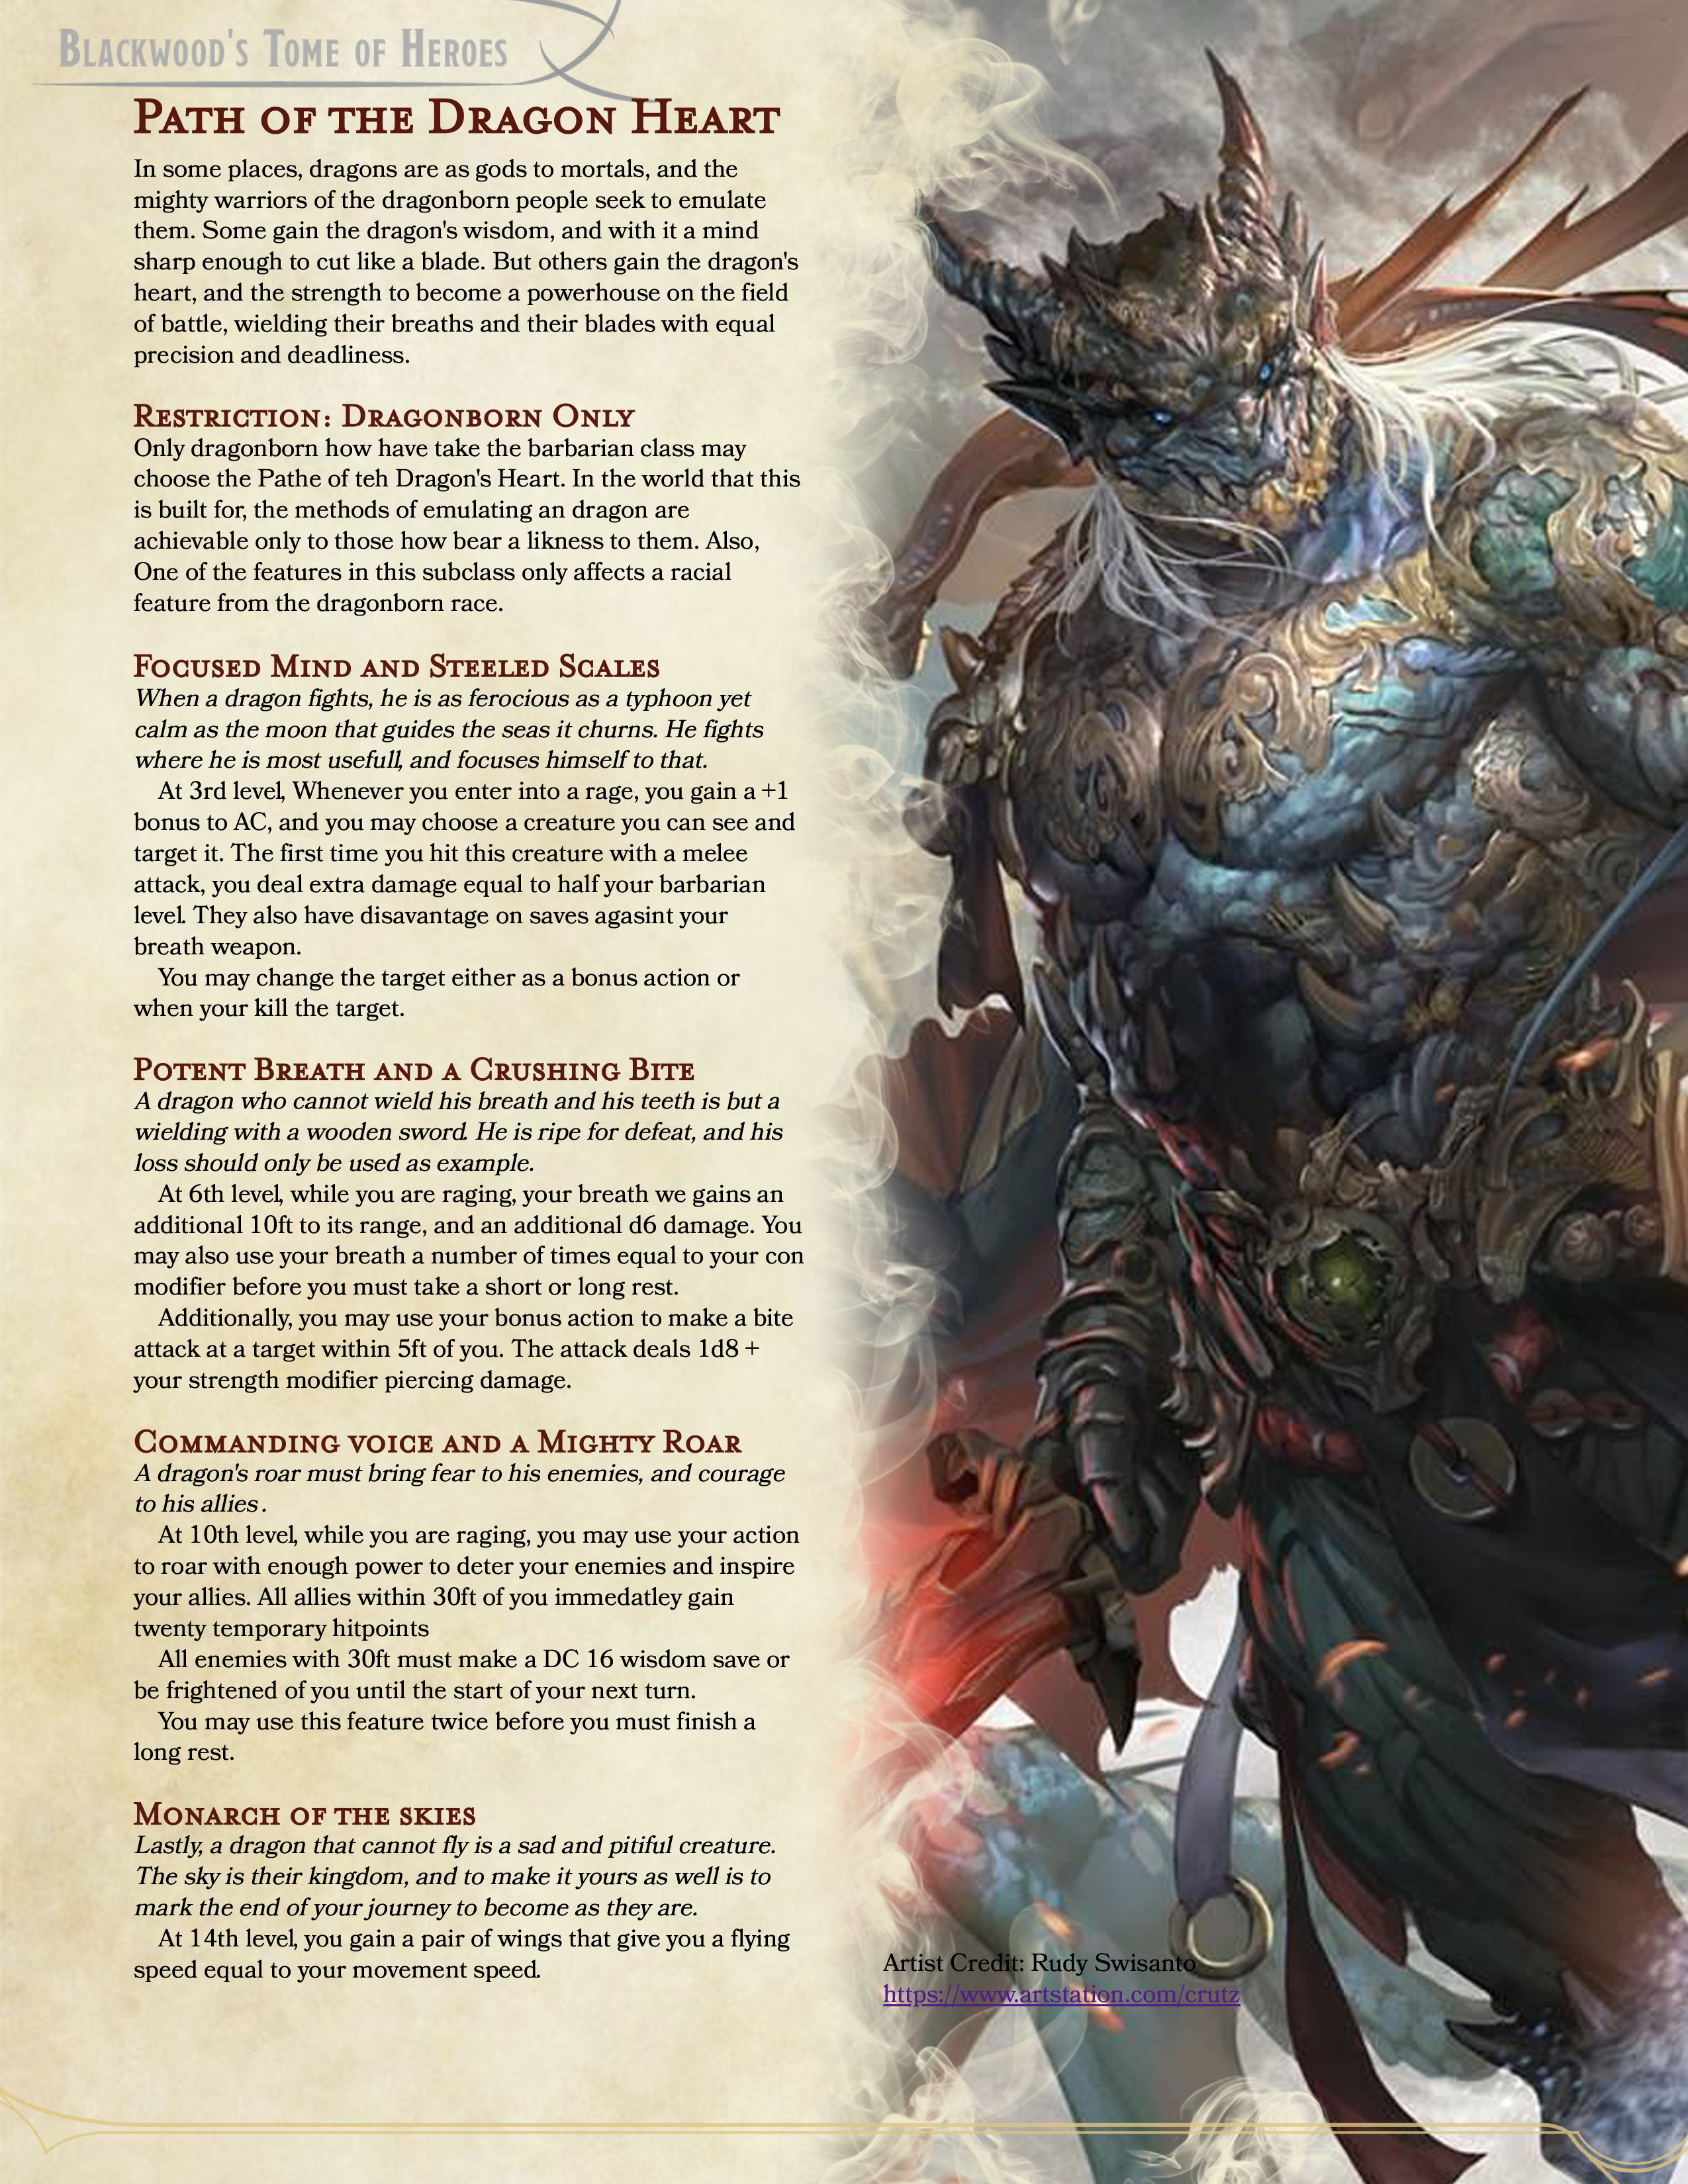 Blackwood's Tome of Heroes
Path of the Dragon Heart
In some places, dragons are as gods to mortals, and the
mighty warriors of the dragonborn people seek to emulate
them. Some gain the dragon's wisdom, and with it a mind
sharp enough to cut like a blade. But others gain the dragon's
heart, and the strength to become a powerhouse on the field
of battle, wielding their breaths and their blades with equal
precision and deadliness.
Restriction: Dragonborn Only
Only dragonborn how have take the barbarian class may
choose the Pathe of teh Dragon's Heart. In the world that this
is built for, the methods of emulating an dragon are
achievable only to those how bear a likness to them. Also,
One of the features in this subclass only affects a racial
feature from the dragonborn race.
Focused Mind and Steeled Scales
When a dragon fights, he is as ferocious as a typhoon yet
calm as the moon that guides the seas it churns. He fights
where he is most usefull, and focuses himself to that.
At 3rd level, Whenever you enter into a rage, you gain a +1
bonus to AC, and you may choose a creature you can see and
target it. The first time you hit this creature with a melee
attack, you deal extra damage equal to half your barbarian
level. They also have disavantage on saves agasint your
breath weapon.
You may change the target either as a bonus action or
when your kill the target.
Potent Breath and a Crushing Bite
A dragon who cannot wield his breath and his teeth is but a
wielding with a wooden sword. He is ripe for defeat, and his
loss should only be used as example.
At 6th level, while you are raging, your breath we gains an
additional 10ft to its range, and an additional d6 damage. You
may also use your breath a number of times equal to your con
modifier before you must take a short or long rest.
Additionally, you may use your bonus action to make a bite
attack at a target within 5ft of you. The attack deals 1d8 +
your strength modifier piercing damage.
Commanding voice and a Mighty Roar
A dragon's roar must bring fear to his enemies, and courage
to his allies.
At 10th level, while you are raging, you may use your action
to roar with enough power to deter your enemies and inspire
your allies. All allies within 30ft of you immedatley gain
twenty temporary hitpoints
All enemies with 30ft must make a DC 16 wisdom save or
be frightened of you until the start of your next turn.
You may use this feature twice before you must finish a
long rest.
Monarch of the skies
Lastly, a dragon that cannot fly is a sad and pitiful creature.
The sky is their kingdom, and to make it yours as well is to
mark the end of your journey to become as they are.
At 14th level, you gain a pair of wings that give you a flying
speed equal to your movement speed.
Artist Credit: Rudy Swisanto
https://www.artstation.com/crutz